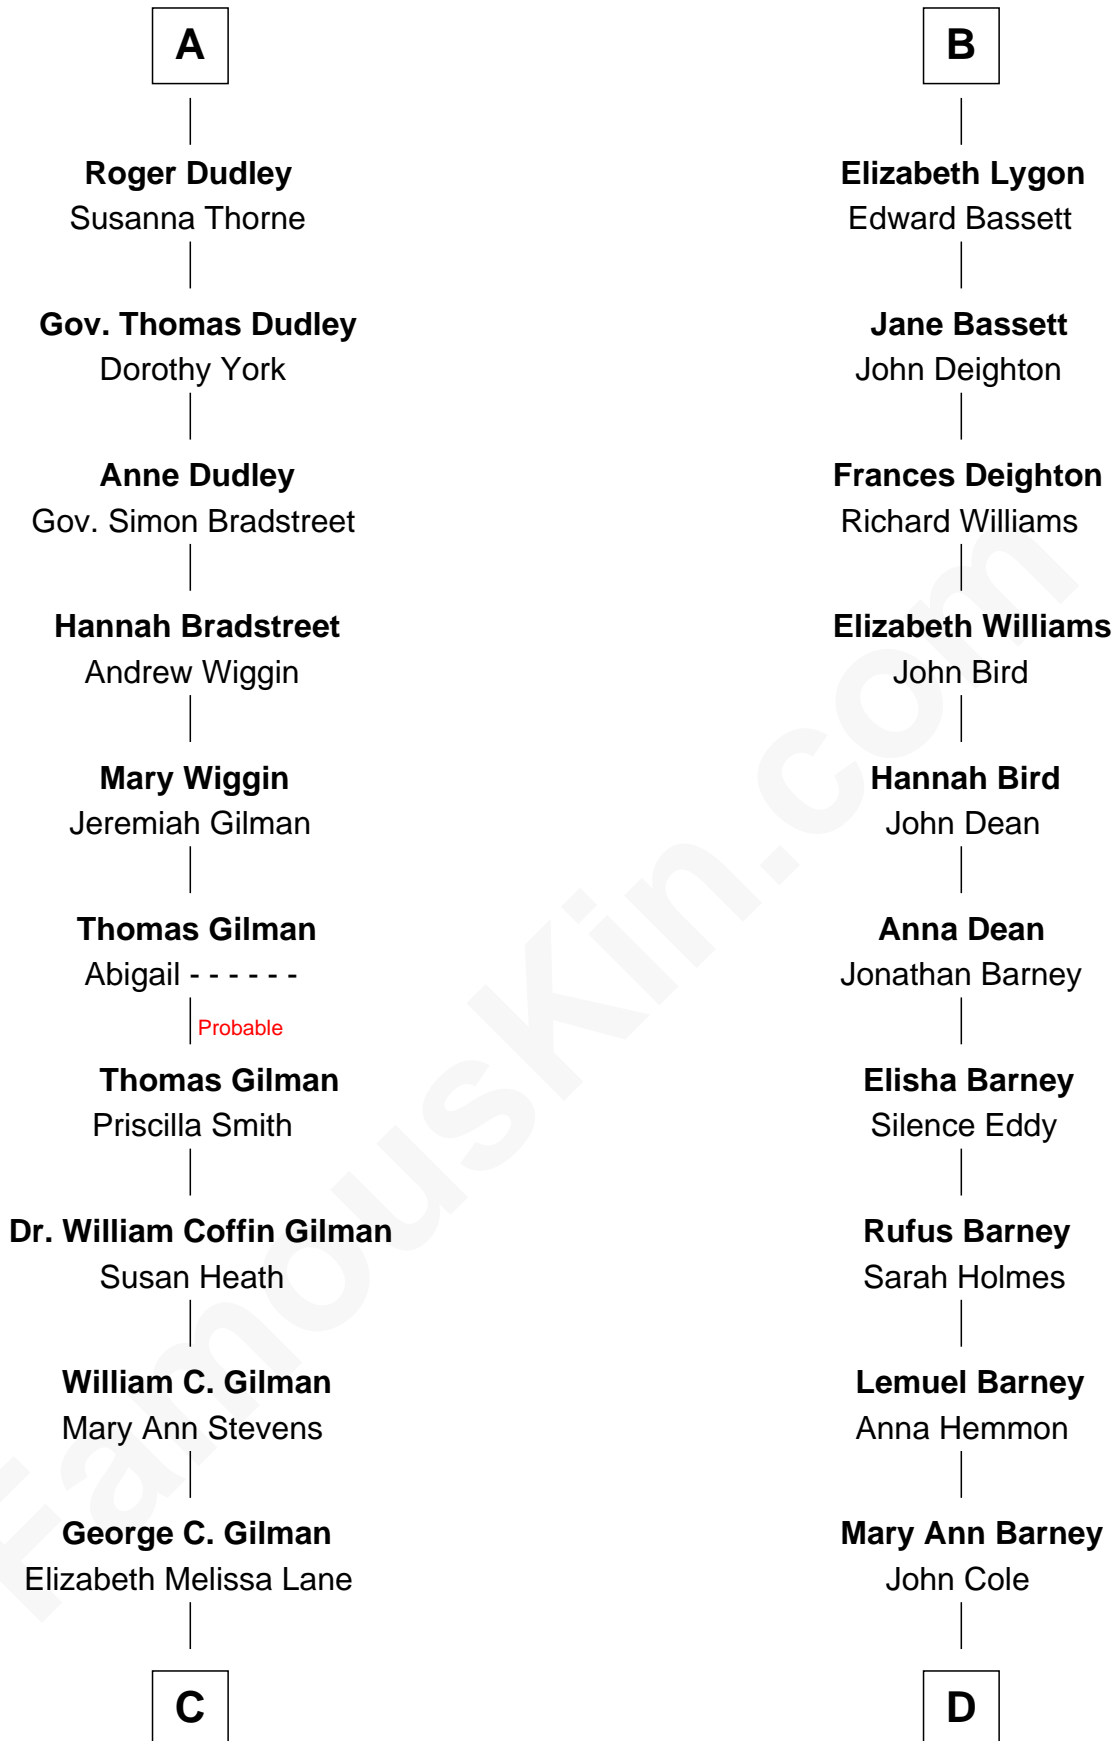 A
Roger Dudley
Susanna Thorne
Gov. Thomas Dudley
Dorothy York
Anne Dudley
Gov. Simon Bradstreet
Hannah Bradstreet
Andrew Wiggin
Mary Wiggin
Jeremiah Gilman
Thomas Gilman
Abigail - - - - - -
Probable
Thomas Gilman
Priscilla Smith
Dr. William Coffin Gilman
Susan Heath
William C. Gilman
Mary Ann Stevens
George C. Gilman
Elizabeth Melissa Lane
C
B
Elizabeth Lygon
Edward Bassett
Jane Bassett
John Deighton
Frances Deighton
Richard Williams
Elizabeth Williams
John Bird
Hannah Bird
John Dean
Anna Dean
Jonathan Barney
Elisha Barney
Silence Eddy
Rufus Barney
Sarah Holmes
Lemuel Barney
Anna Hemmon
Mary Ann Barney
John Cole
D
FamousKin.com